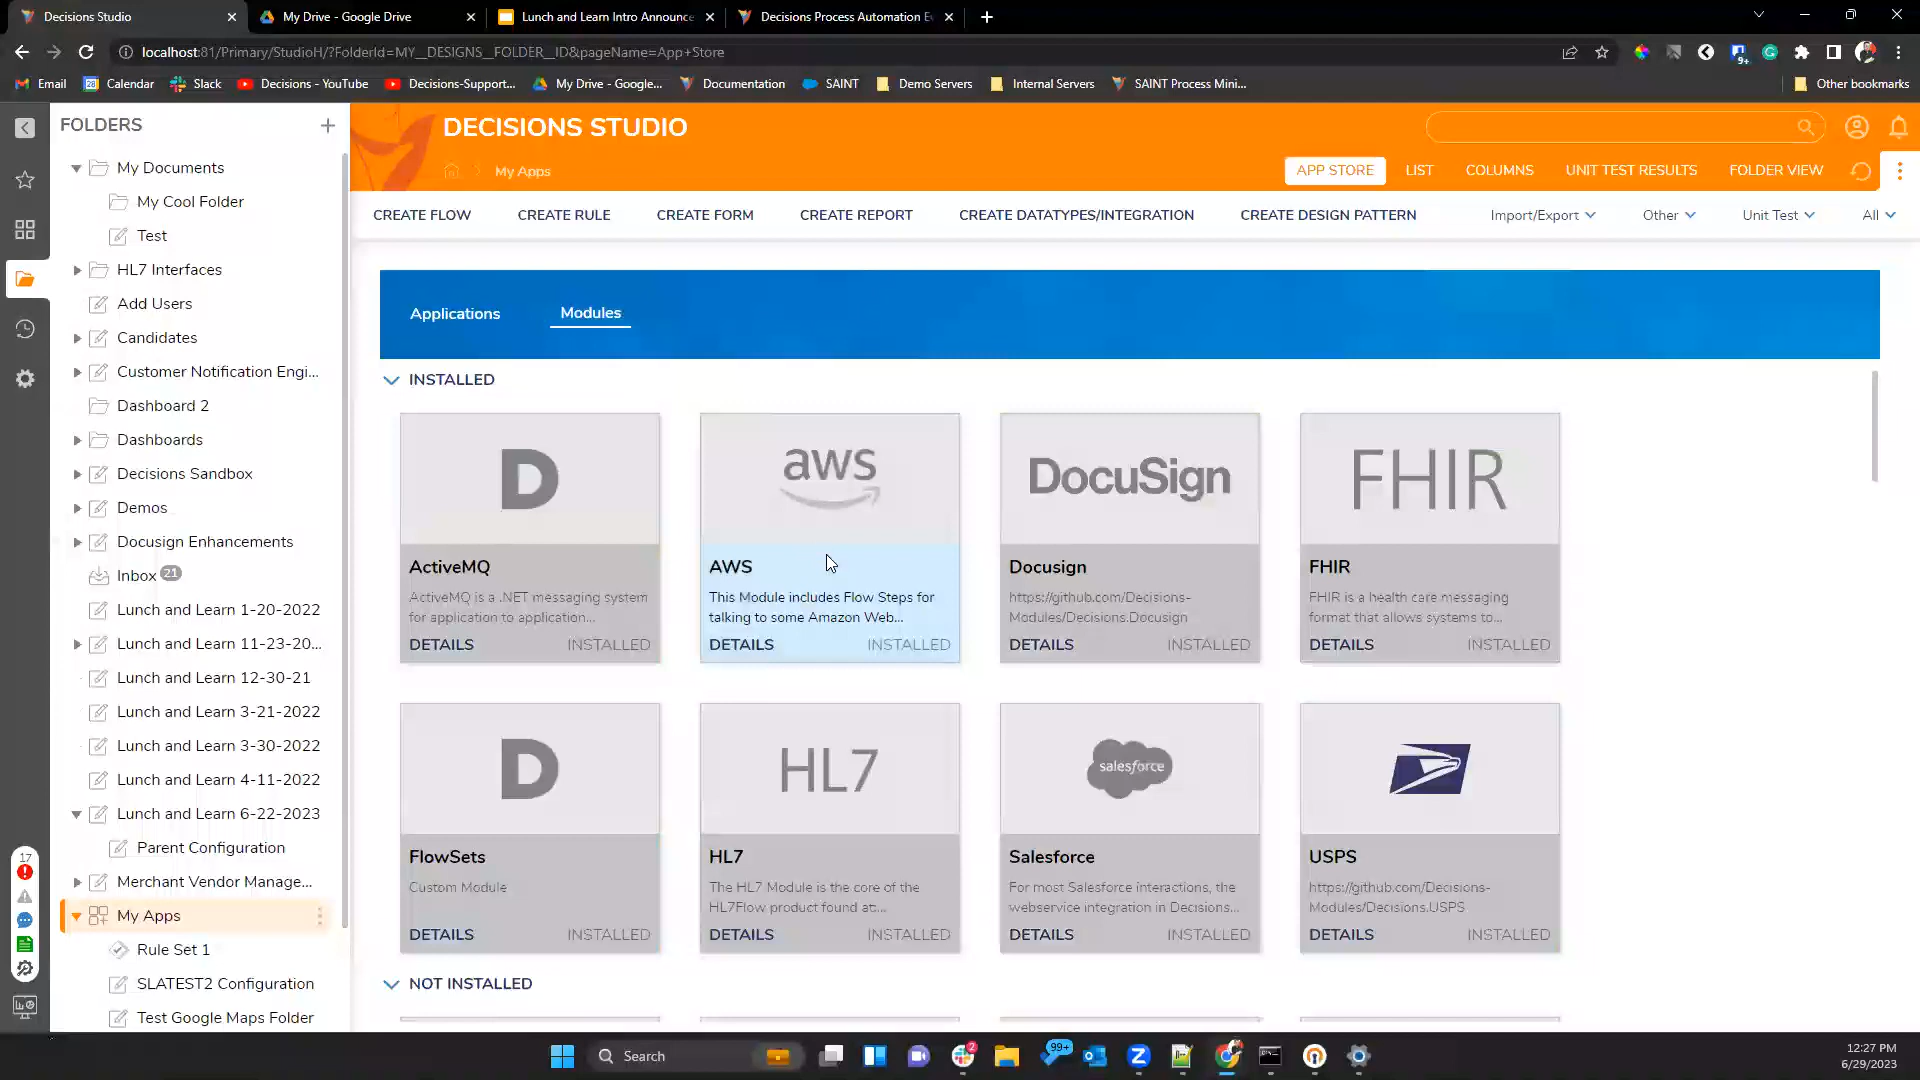 Decisions Studio
My Drive - Google Drive
Lunch and Learn Intro Announce
Decisions Process Automation Ev
localhost:81/Primary/StudioH/?FolderId=MY__DESIGNS__FOLDER__ID&pageName=App+Store
9+
Email
Calendar
Slack
Decisions - YouTube
Decisions-Support...
My Drive - Google...
Documentation
SAINT
Demo Servers
Internal Servers
SAINT Process Mini...
Other bookmarks
FOLDERS
My Documents
My Cool Folder
Test
HL7 Interfaces
Add Users
Candidates
Customer Notification Engi...
Dashboard 2
Dashboards
Decisions Sandbox
Demos
Docusign Enhancements
Inbox 21
Lunch and Learn 1-20-2022
Lunch and Learn 11-23-20...
Lunch and Learn 12-30-21
Lunch and Learn 3-21-2022
Lunch and Learn 3-30-2022
Lunch and Learn 4-11-2022
Lunch and Learn 6-22-2023
Parent Configuration
Merchant Vendor Manage...
My Apps
Rule Set 1
SLATEST2 Configuration
Test Google Maps Folder
17
DECISIONS STUDIO
My Apps
APP STORE
LIST
COLUMNS
UNIT TEST RESULTS
FOLDER VIEW
CREATE FLOW
CREATE RULE
CREATE FORM
CREATE REPORT
CREATE DATATYPES/INTEGRATION
CREATE DESIGN PATTERN
Import/Export
Other
Unit Test
All
Applications
Modules
INSTALLED
D
ActiveMQ
ActiveMQ is a .NET messaging system
for application to application...
DETAILS INSTALLED
aws
AWS
This Module includes Flow Steps for
talking to some Amazon Web...
DETAILS INSTALLED
DocuSign
Docusign
https://github.com/Decisions-
Modules/Decisions.Docusign
DETAILS INSTALLED
FHIR
FHIR
FHIR is a health care messaging
format that allows systems to...
DETAILS INSTALLED
D
FlowSets
Custom Module
DETAILS INSTALLED
HL7
HL7
The HL7 Module is the core of the
HL7Flow product found at:...
DETAILS INSTALLED
salesforce
Salesforce
For most Salesforce interactions, the
webservice integration in Decisions...
DETAILS INSTALLED
USPS
https://github.com/Decisions-
Modules/Decisions.USPS
DETAILS INSTALLED
NOT INSTALLED
Search
2
99+
12:27 PM
6/29/2023